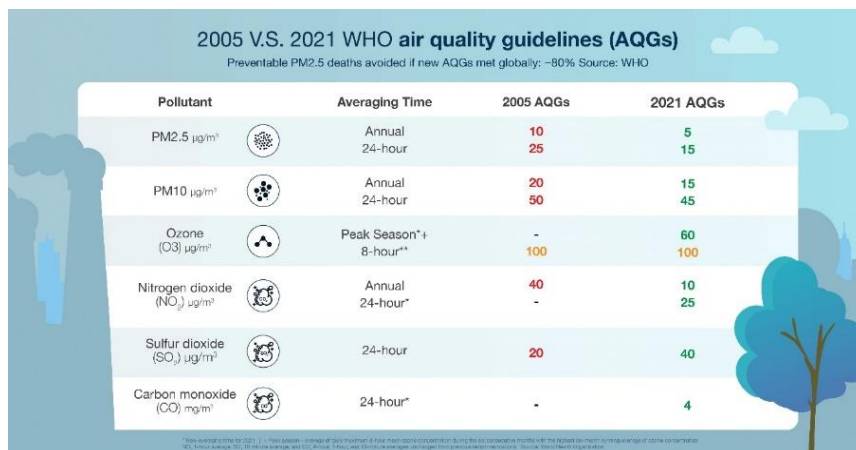 2005 V.S. 2021 WHO air quality guidelines (AQGs)
Preventable PM2.5 deaths avoided if new AQGs met globally: ~80% Source: WHO
Pollutant Averaging Time 2005 AQGs 2021 AQGs
PM2.5 µg/m³ Annual 10 5
24-hour 25 15
PM10 µg/m³ Annual 20 15
24-hour 50 45
Ozone Peak Season*+ - 60
(O3) µg/m³ 8-hour** 100 100
Nitrogen dioxide Annual 40 10
(NO₂) µg/m³ 24-hour* - 25
Sulfur dioxide
(SO₂) µg/m³ 24-hour 20 40
Carbon monoxide
(CO) mg/m³ 24-hour* - 4